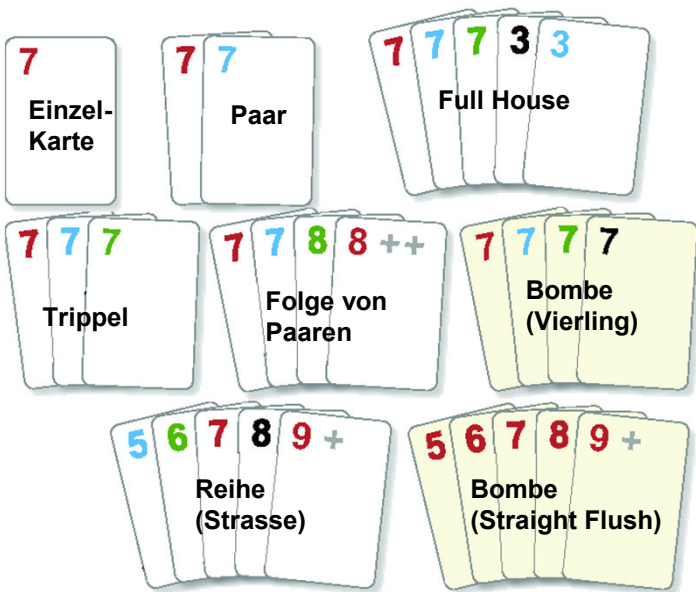 7
Einzel-
Karte
7 7
Paar
7 7 7 3 3
Full House
7 7 7
Trippel
7 7 8 8 ++
Folge von
Paaren
7 7 7 7
Bombe
(Vierling)
5 6 7 8 9 +
Reihe
(Strasse)
5 6 7 8 9 +
Bombe
(Straight Flush)